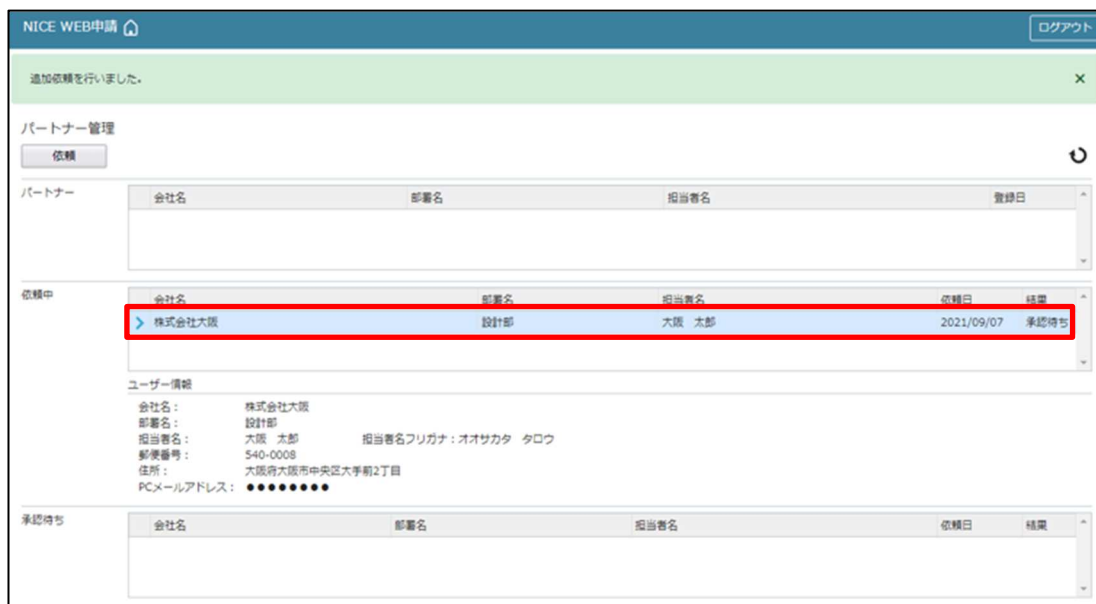 NICE WEB申請 ログアウト
追加依頼を行いました。 ×
パートナー管理
依頼
パートナー 会社名 部署名 担当者名 登録日
依頼中 会社名 部署名 担当者名 依頼日 結果
株式会社大阪 設計部 大阪 太郎 2021/09/07 承認待ち
ユーザー情報
会社名： 株式会社大阪
部署名： 設計部
担当者名： 大阪 太郎 担当者名フリガナ：オオサカタ タロウ
郵便番号： 540-0008
住所： 大阪府大阪市中央区大手前2丁目
PCメールアドレス： ●●●●●●●●
承認待ち 会社名 部署名 担当者名 依頼日 結果